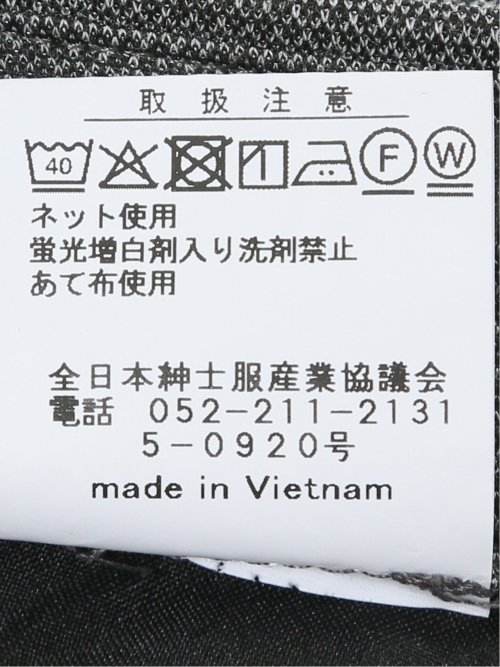 取扱注意
40 F W
ネット使用
蛍光増白剤入り洗剤禁止
あて布使用
全日本紳士服産業協議会
電話 052-211-2131
5-0920号
made in Vietnam